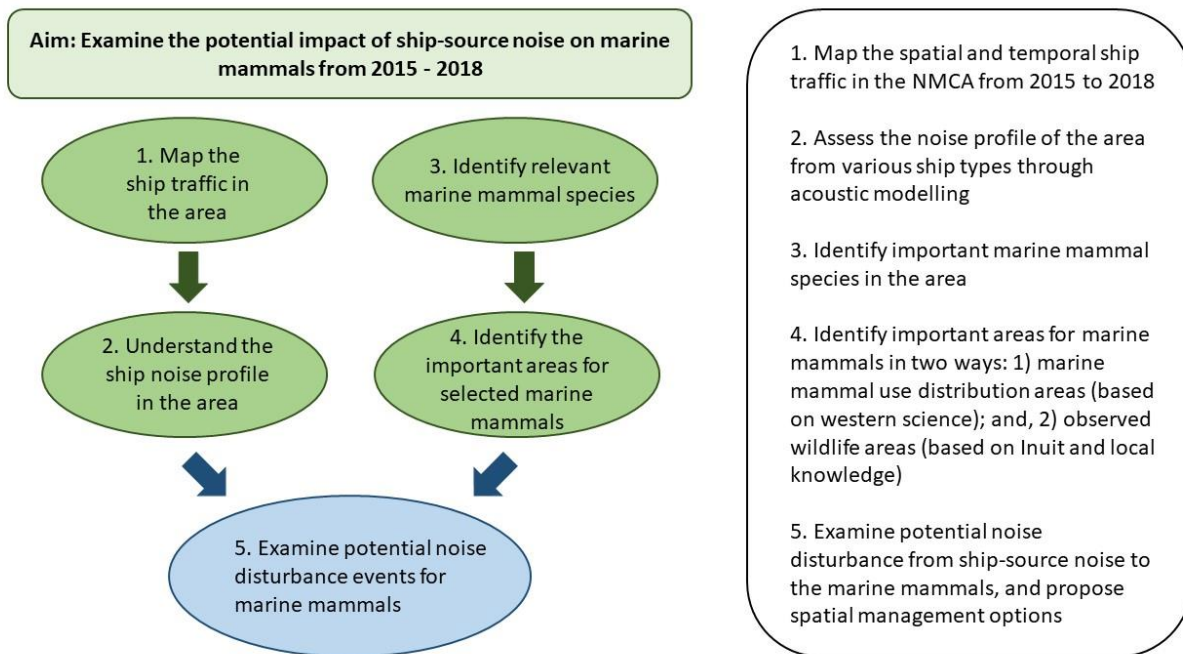 Aim: Examine the potential impact of ship-source noise on marine
mammals from 2015 - 2018
1. Map the
ship traffic in
the area
3. Identify relevant
marine mammal species
2. Understand the
ship noise profile
in the area
4. Identify the
important areas for
selected marine
mammals
5. Examine potential noise
disturbance events for
marine mammals
1. Map the spatial and temporal ship
traffic in the NMCA from 2015 to 2018
2. Assess the noise profile of the area
from various ship types through
acoustic modelling
3. Identify important marine mammal
species in the area
4. Identify important areas for marine
mammals in two ways: 1) marine
mammal use distribution areas (based
on western science); and, 2) observed
wildlife areas (based on Inuit and local
knowledge)
5. Examine potential noise
disturbance from ship-source noise to
the marine mammals, and propose
spatial management options